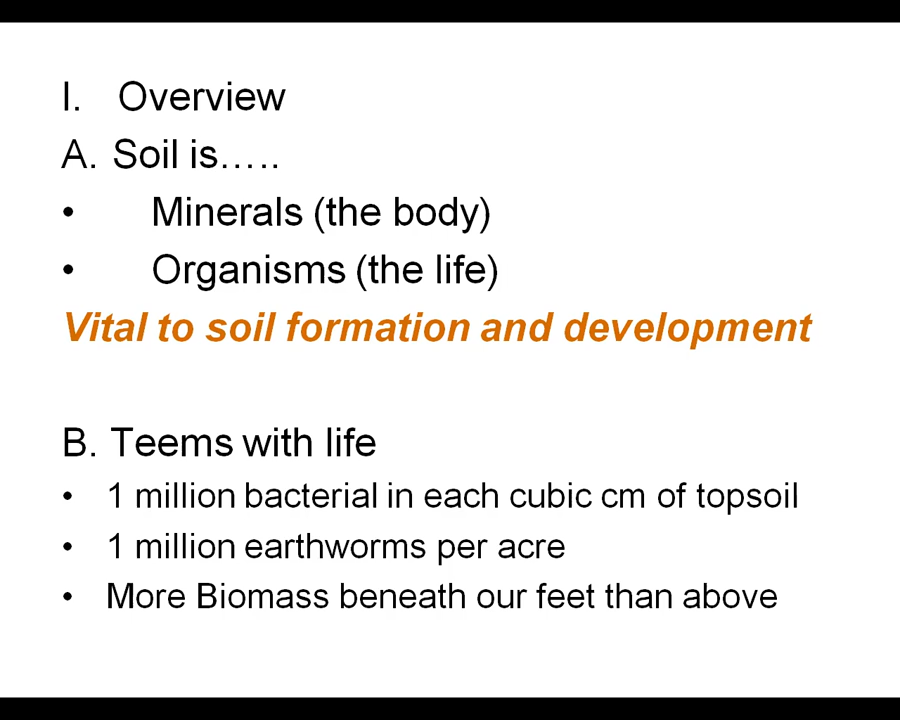 I. Overview
A. Soil is.....
• Minerals (the body)
• Organisms (the life)
Vital to soil formation and development
B. Teems with life
• 1 million bacterial in each cubic cm of topsoil
• 1 million earthworms per acre
• More Biomass beneath our feet than above